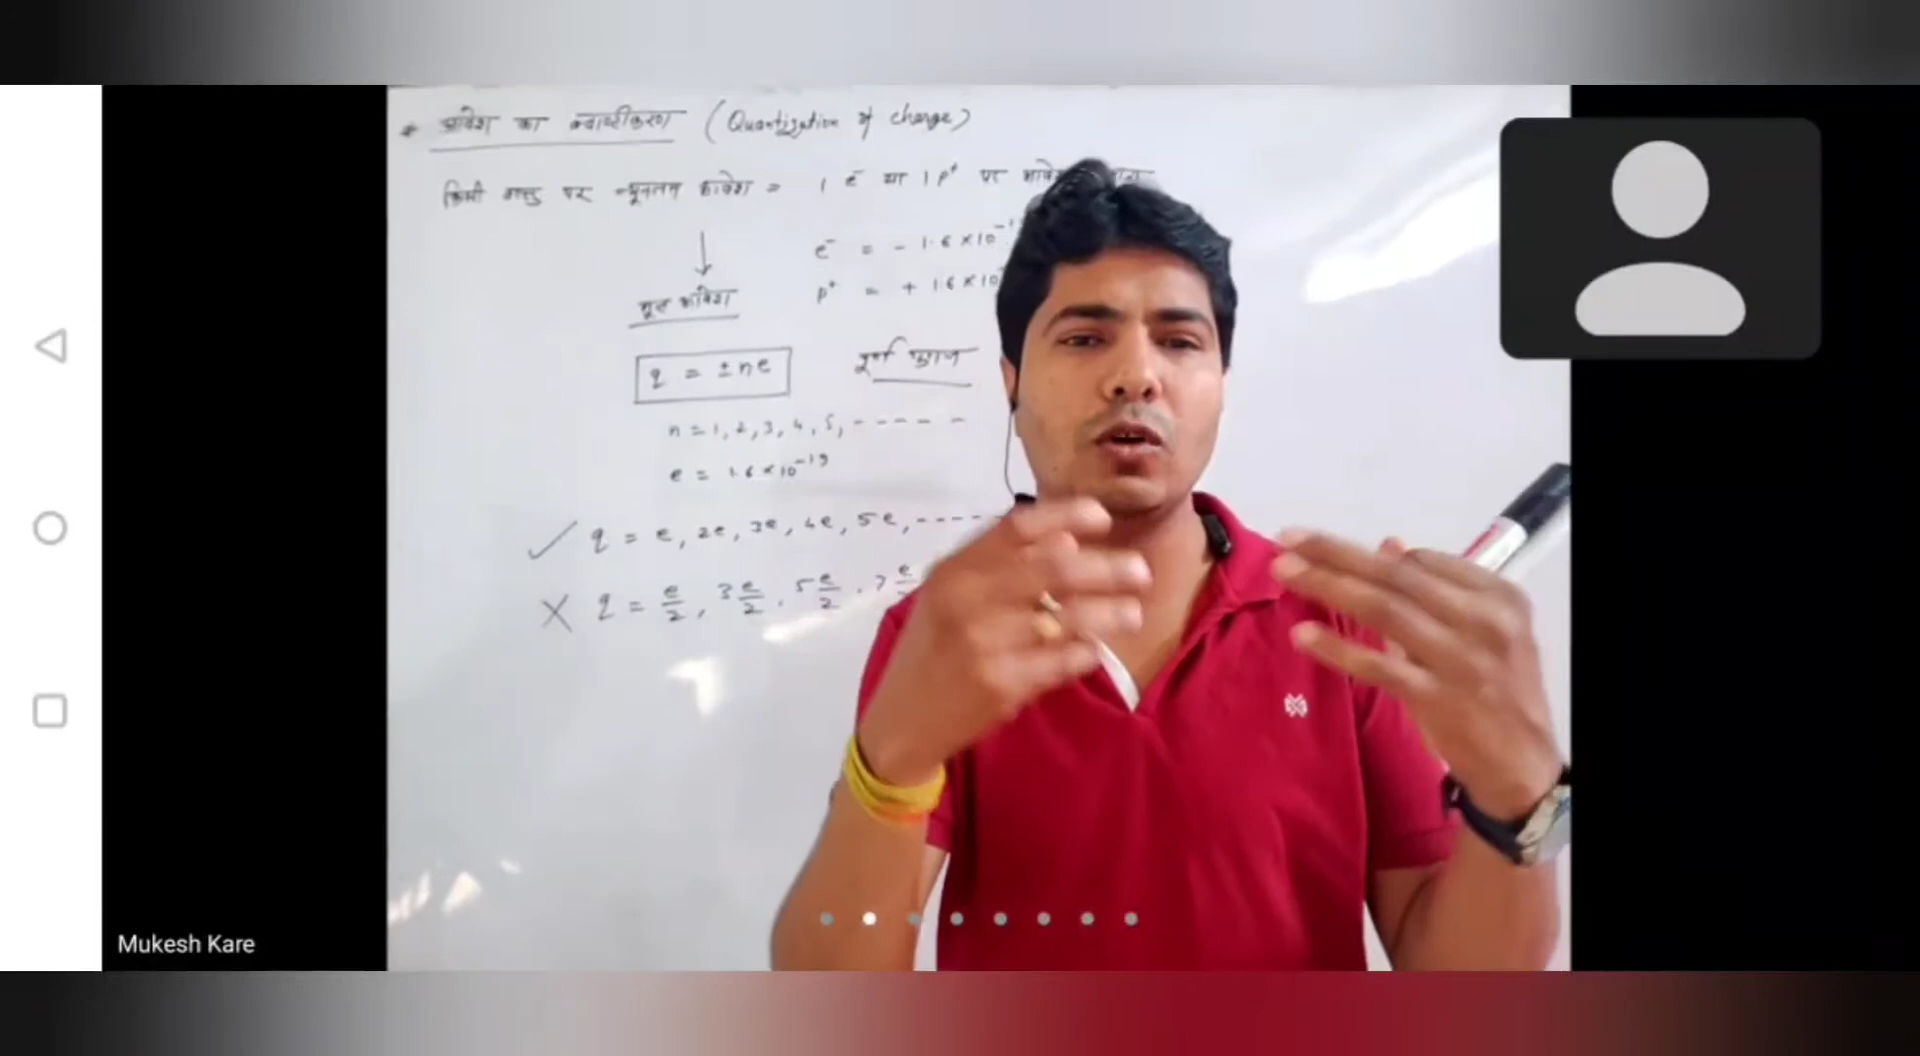 * आवेश का क्वाण्टीकरण (Quantization of charge)
किसी वस्तु पर न्यूनतम आवेश = 1 e⁻ या 1 p⁺ पर
e⁻ = - 1.6 ×10⁻¹
मूल आवेश
p⁺ = + 1.6 ×10
q = ±ne
n = 1, 2, 3, 4, 5, - - - - - -
e = 1.6 × 10⁻¹⁹
✓ q = e, 2e, 3e, 4e, 5e, - - - - -
X q = e/2, 3e/2, 5e/2, 7e/2
Mukesh Kare